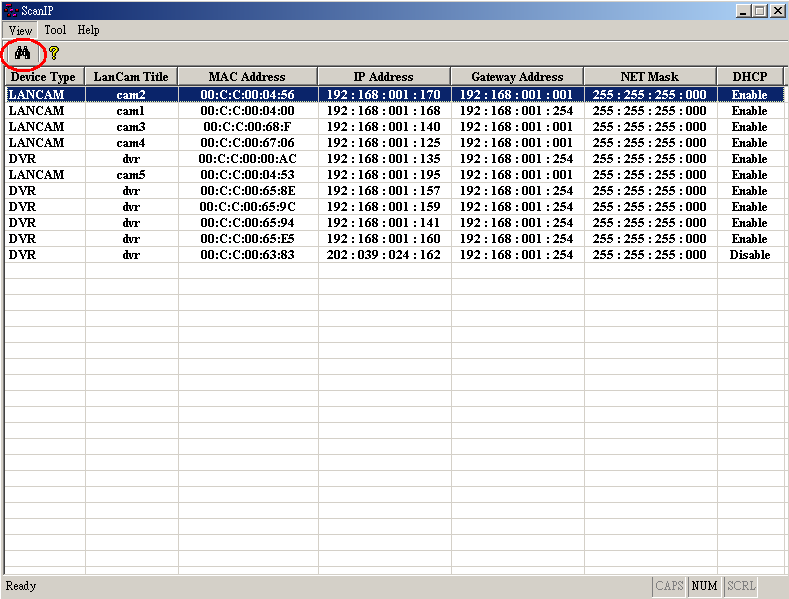 ScanIP
View Tool Help
?
Device Type LanCam Title MAC Address IP Address Gateway Address NET Mask DHCP
LANCAM cam2 00:C:C:00:04:56 192 : 168 : 001 : 170 192 : 168 : 001 : 001 255 : 255 : 255 : 000 Enable
LANCAM cam1 00:C:C:00:04:00 192 : 168 : 001 : 168 192 : 168 : 001 : 254 255 : 255 : 255 : 000 Enable
LANCAM cam3 00:C:C:00:68:F 192 : 168 : 001 : 140 192 : 168 : 001 : 001 255 : 255 : 255 : 000 Enable
LANCAM cam4 00:C:C:00:67:06 192 : 168 : 001 : 125 192 : 168 : 001 : 001 255 : 255 : 255 : 000 Enable
DVR dvr 00:C:C:00:00:AC 192 : 168 : 001 : 135 192 : 168 : 001 : 254 255 : 255 : 255 : 000 Enable
LANCAM cam5 00:C:C:00:04:53 192 : 168 : 001 : 195 192 : 168 : 001 : 001 255 : 255 : 255 : 000 Enable
DVR dvr 00:C:C:00:65:8E 192 : 168 : 001 : 157 192 : 168 : 001 : 254 255 : 255 : 255 : 000 Enable
DVR dvr 00:C:C:00:65:9C 192 : 168 : 001 : 159 192 : 168 : 001 : 254 255 : 255 : 255 : 000 Enable
DVR dvr 00:C:C:00:65:94 192 : 168 : 001 : 141 192 : 168 : 001 : 254 255 : 255 : 255 : 000 Enable
DVR dvr 00:C:C:00:65:E5 192 : 168 : 001 : 160 192 : 168 : 001 : 254 255 : 255 : 255 : 000 Enable
DVR dvr 00:C:C:00:63:83 202 : 039 : 024 : 162 192 : 168 : 001 : 254 255 : 255 : 255 : 000 Disable
Ready CAPS NUM SCRL